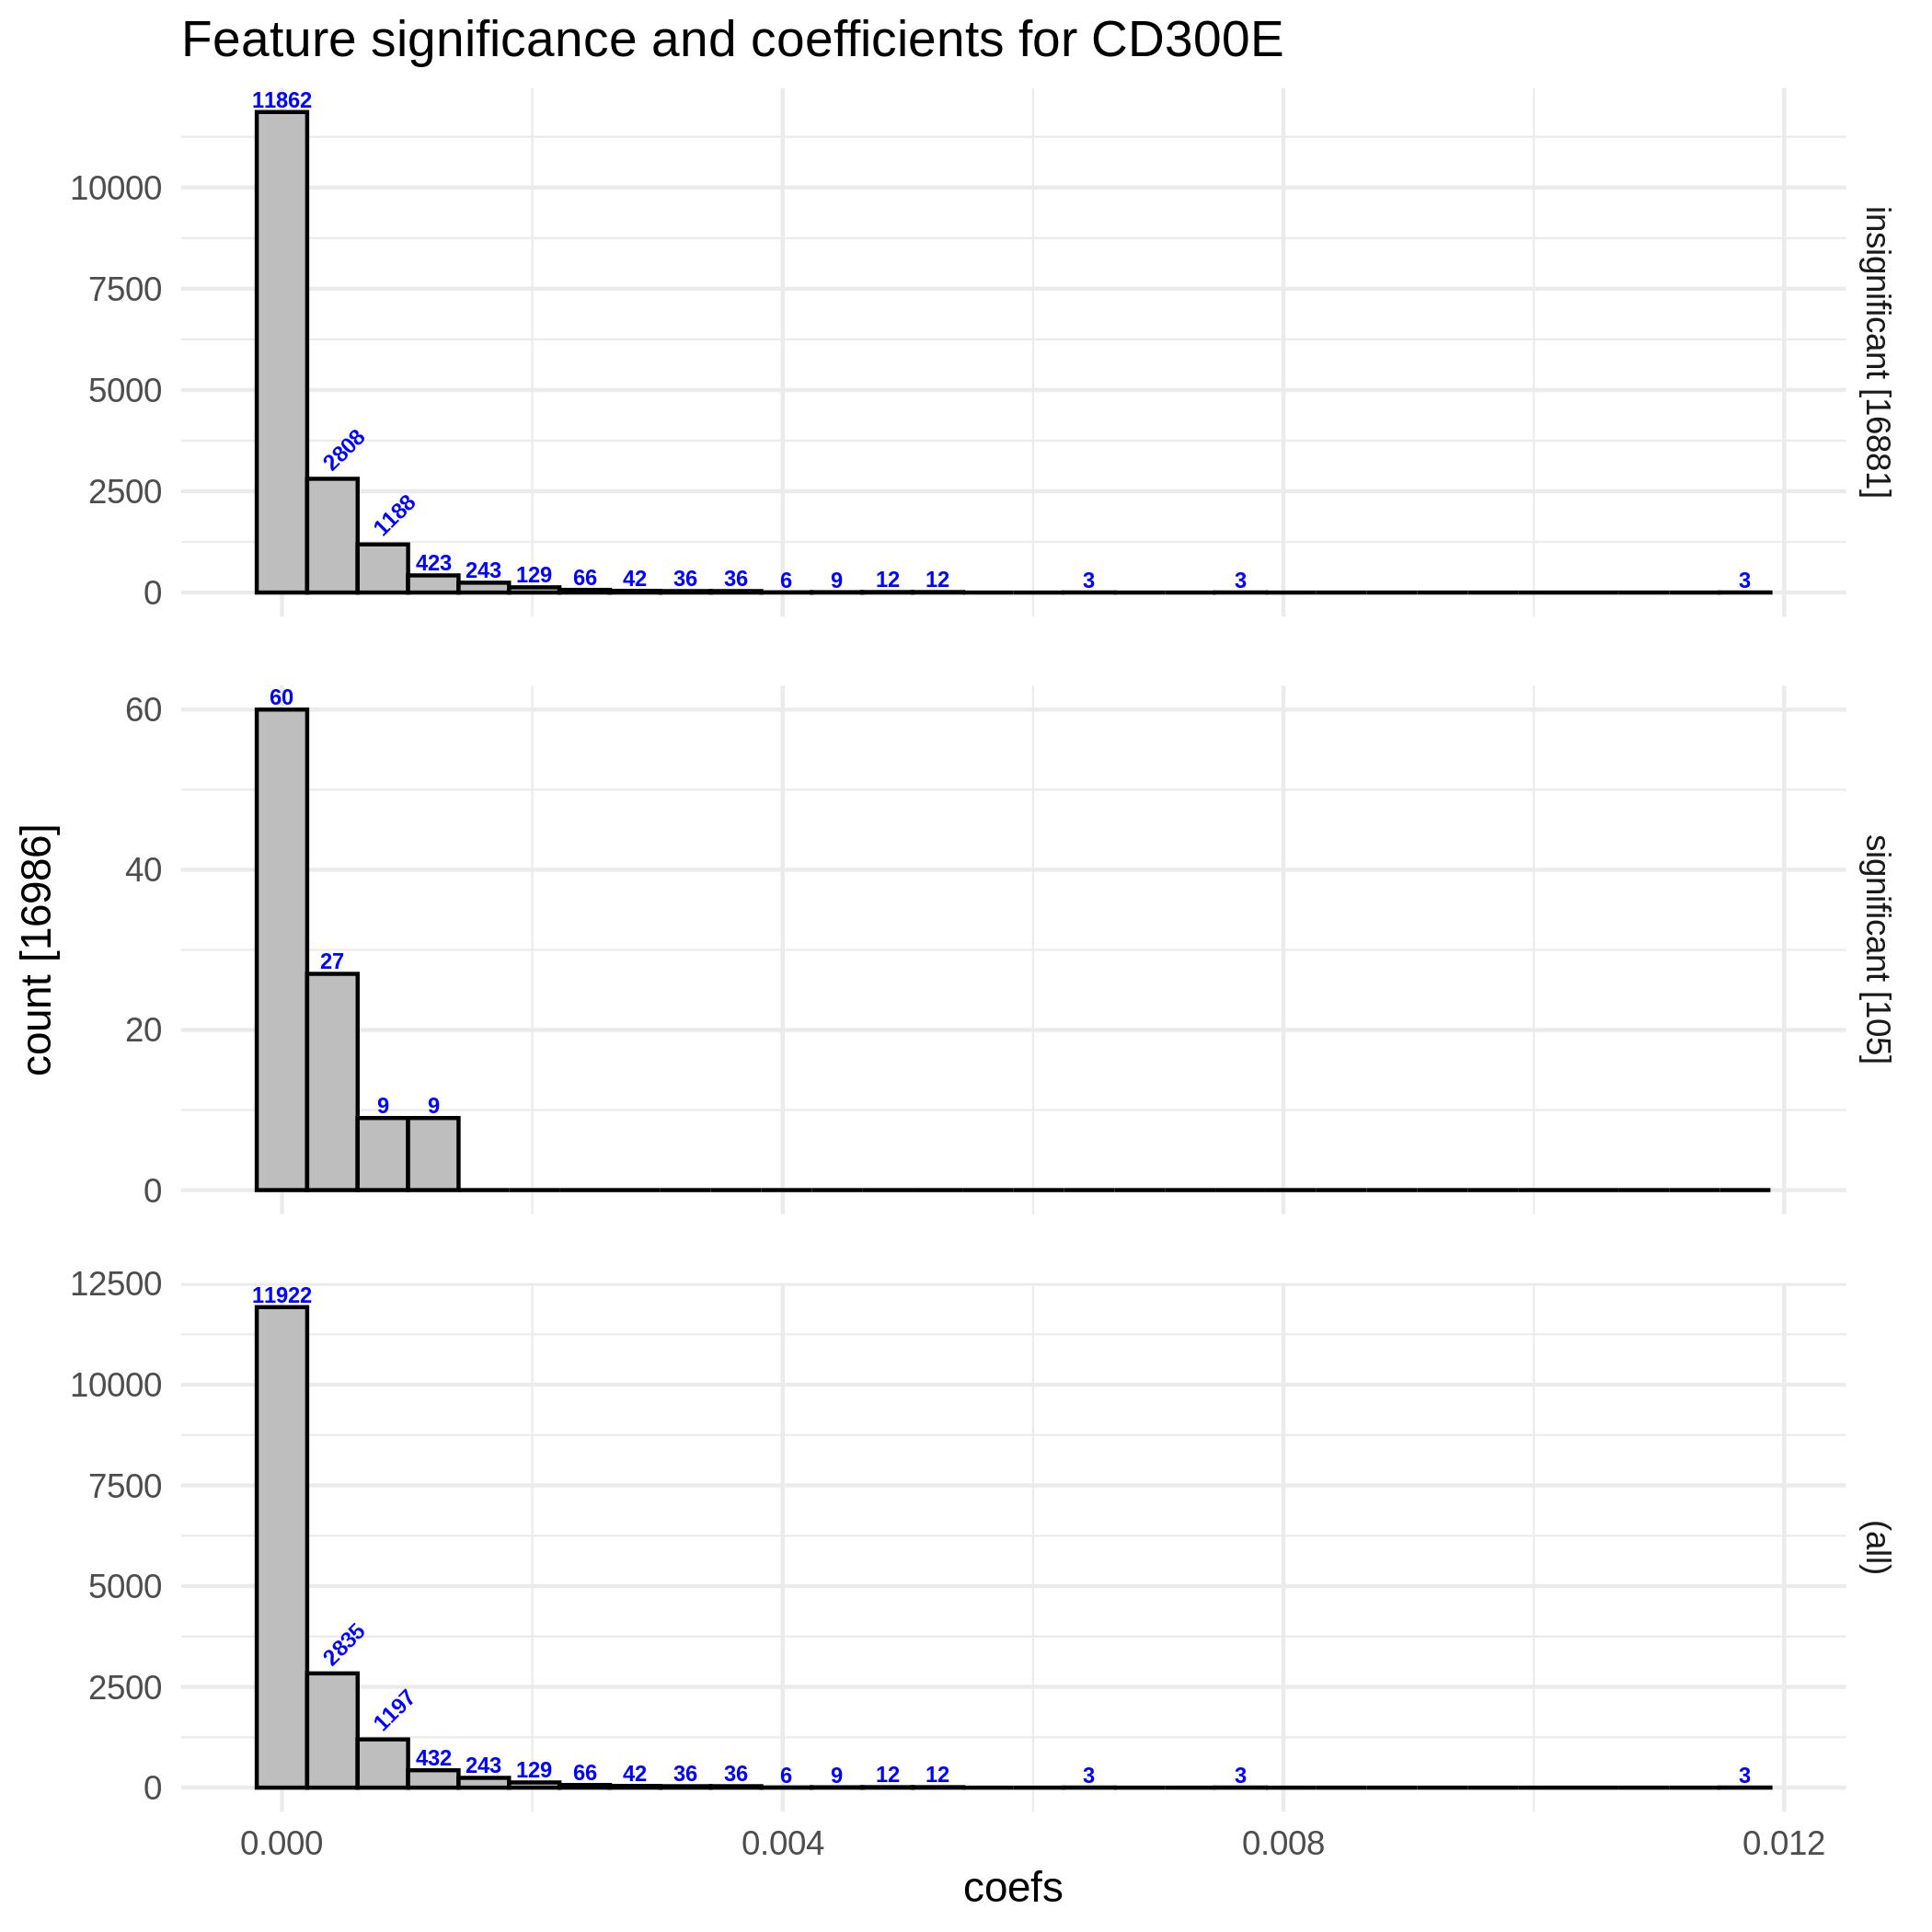 Feature significance and coefficients for CD300E
count [16986]
10000
7500
5000
2500
0
11862
2808
1188
423 243 129 66 42 36 36 6 9 12 12 3 3 3
insignificant [16881]
60
40
20
0
60
27
9 9
significant [105]
12500
10000
7500
5000
2500
0
11922
2835
1197
432 243 129 66 42 36 36 6 9 12 12 3 3 3
(all)
0.000 0.004 0.008 0.012
coefs